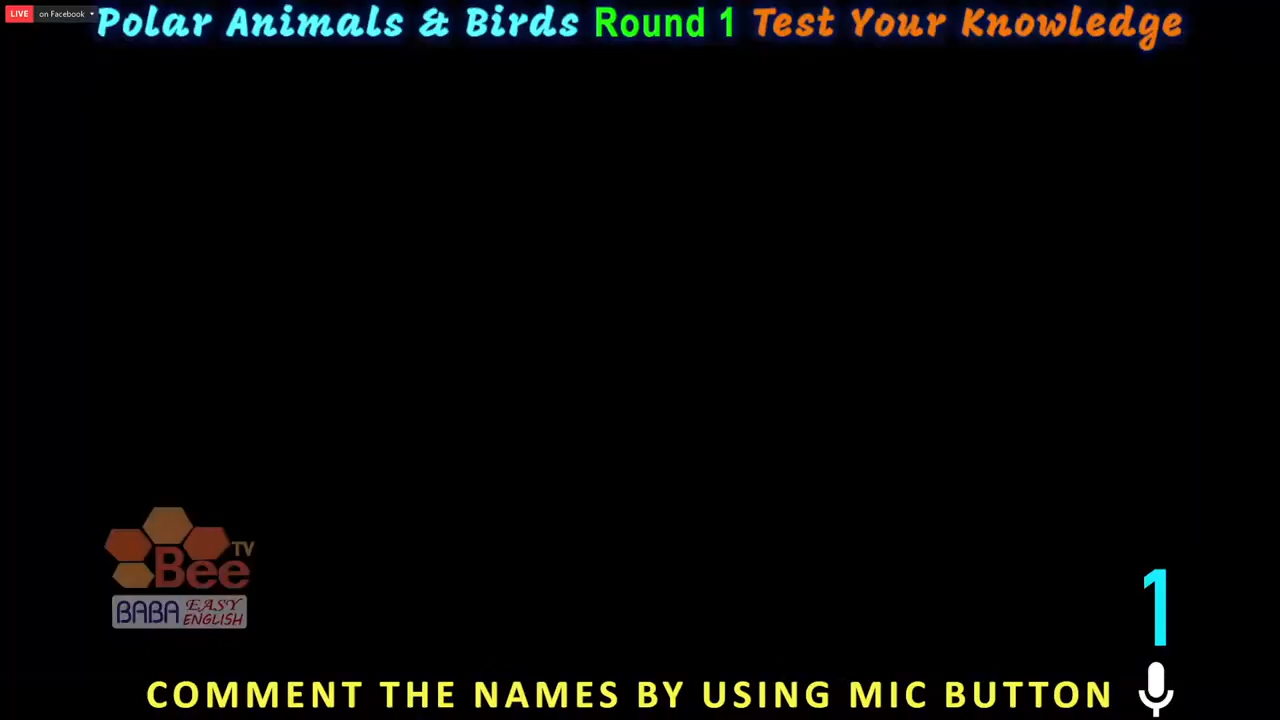 LIVE on Facebook
Polar Animals & Birds Round 1 Test Your Knowledge
Bee TV
BABA EASY ENGLISH
1
COMMENT THE NAMES BY USING MIC BUTTON